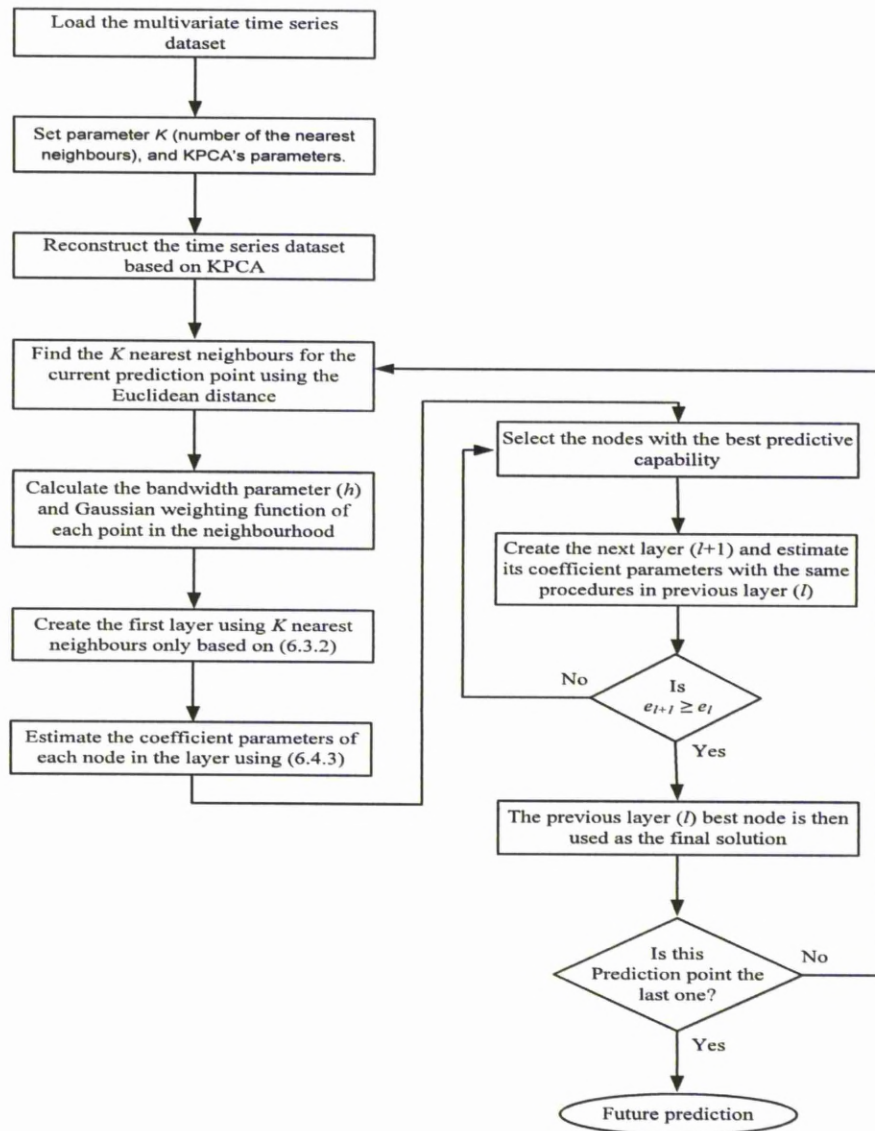 Load the multivariate time series
dataset
Set parameter K (number of the nearest
neighbours), and KPCA's parameters.
Reconstruct the time series dataset
based on KPCA
Find the K nearest neighbours for the
current prediction point using the
Euclidean distance
Calculate the bandwidth parameter (h)
and Gaussian weighting function of
each point in the neighbourhood
Create the first layer using K nearest
neighbours only based on (6.3.2)
Estimate the coefficient parameters of
each node in the layer using (6.4.3)
Select the nodes with the best predictive
capability
Create the next layer (l+1) and estimate
its coefficient parameters with the same
procedures in previous layer (l)
No
Is
e_{l+1} ≥ e_l
Yes
The previous layer (l) best node is then
used as the final solution
Is this
Prediction point the
last one?
No
Yes
Future prediction